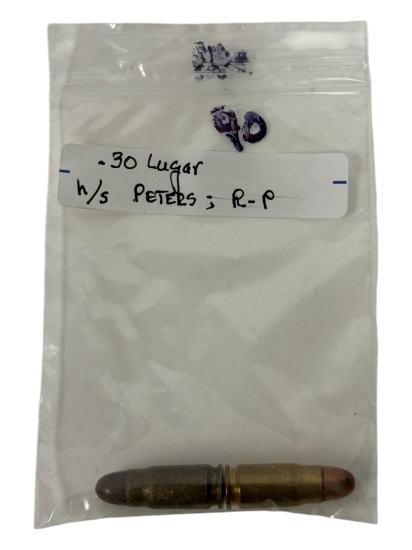 .30 Lugar
h/s PETERS; R-P